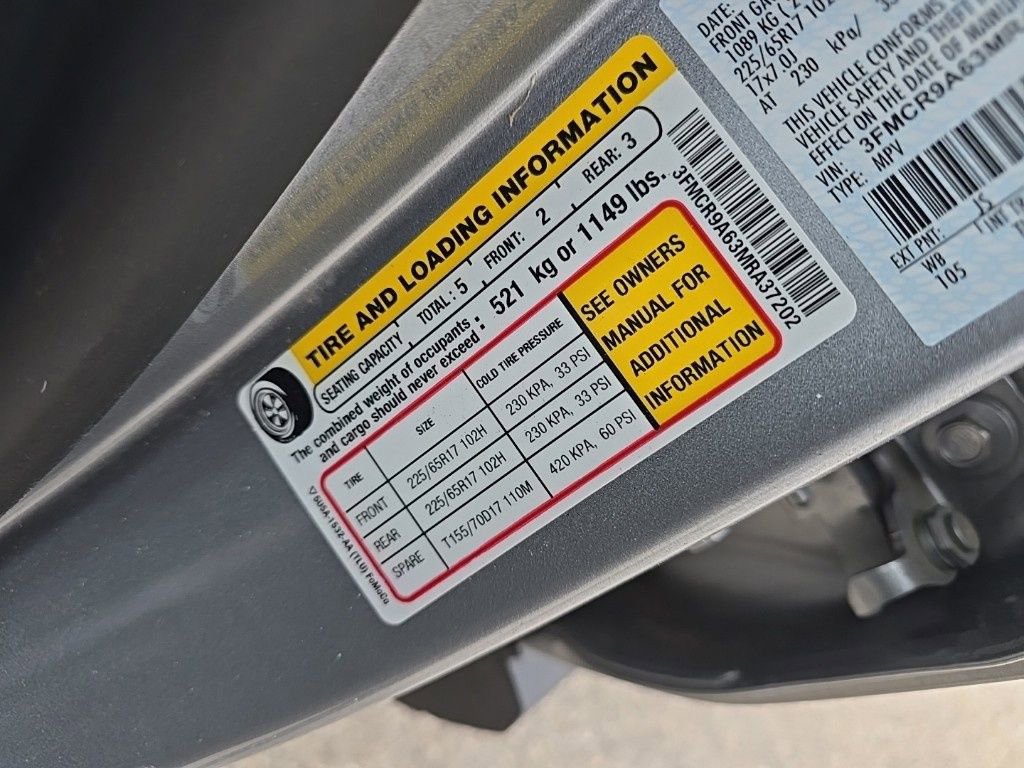 TIRE AND LOADING INFORMATION
SEATING CAPACITY, TOTAL: 5 , FRONT: 2 , REAR: 3
The combined weight of occupants
and cargo should never exceed : 521 kg or 1149 lbs.
TIRE SIZE COLD TIRE PRESSURE
FRONT 225/65R17 102H 230 KPA, 33 PSI
REAR 225/65R17 102H 230 KPA, 33 PSI
SPARE T155/70D17 110M 420 KPA, 60 PSI
SEE OWNERS
MANUAL FOR
ADDITIONAL
INFORMATION
3FMCR9A63MRA37202
(TLU) FoMoCo
DATE:
FRONT
1089 KG
225/65R17
17x7.0J
AT 230 kPa/
THIS VEHICLE CONFORMS
VEHICLE SAFETY AND THEFT
EFFECT ON THE DATE OF
VIN: 3FMCR9A63MR
TYPE: MPV
EXT PNT: JS
WB
105